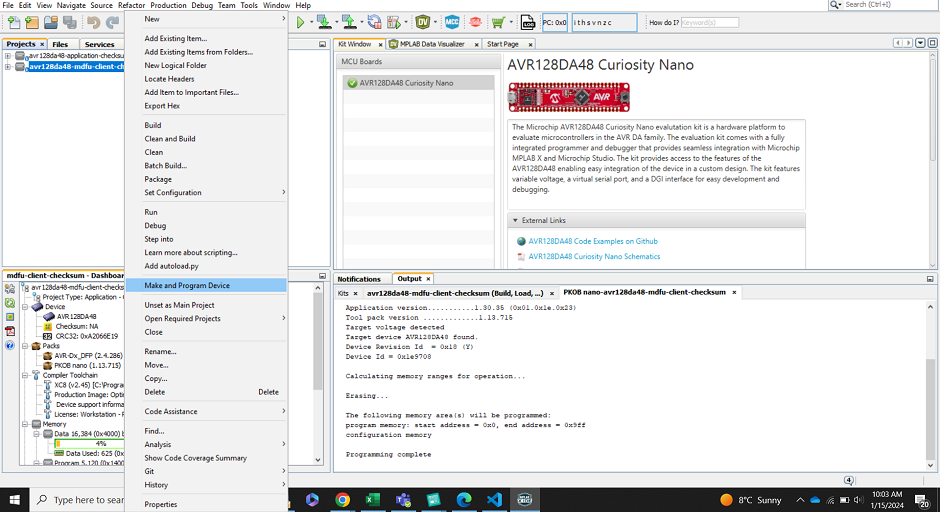 File Edit View Navigate Source Refactor Production Debug Team Tools Window Help
Search (Ctrl+I)
PC: 0x0
i t h s v n z c
How do I?
Keyword(s)
Projects
Files
Services
avr128da48-application-checksu
avr128da48-mdfu-client-check
New
Add Existing Item...
Add Existing Items from Folders...
New Logical Folder
Locate Headers
Add Item to Important Files...
Export Hex
Build
Clean and Build
Clean
Batch Build...
Package
Set Configuration
Run
Debug
Step into
Learn more about scripting...
Add autoload.py
Make and Program Device
Unset as Main Project
Open Required Projects
Close
Rename...
Move...
Copy...
Delete Delete
Code Assistance
Find...
Analysis
Show Code Coverage Summary
Git
History
Properties
Kit Window
MPLAB Data Visualizer
Start Page
MCU Boards
AVR128DA48 Curiosity Nano
AVR128DA48 Curiosity Nano
The Microchip AVR128DA48 Curiosity Nano evalutation kit is a hardware platform to
evaluate microcontrollers in the AVR DA family. The evaluation kit comes with a fully
integrated programmer and debugger that provides seamless integration with Microchip
MPLAB X and Microchip Studio. The kit provides access to the features of the
AVR128DA48 enabling easy integration of the device in a custom design. The kit features
variable voltage, a virtual serial port, and a DGI interface for easy development and
debugging.
External Links
AVR128DA48 Code Examples on Github
AVR128DA48 Curiosity Nano Schematics
mdfu-client-checksum - Dashboar
avr128da48-mdfu-client-checksum
Project Type: Application -
Device
AVR128DA48
Checksum: NA
CRC32: 0xA2066E19
Packs
AVR-Dx_DFP (2.4.286)
PKOB nano (1.13.715)
Compiler Toolchain
XC8 (v2.45) [C:\Program
Production Image: Optim
Device support informa
License: Workstation - P
Memory
Data 16,384 (0x4000) b
4%
Data Used: 625 (0x
Program 5,120 (0x1400
Notifications
Output
Kits
avr128da48-mdfu-client-checksum (Build, Load, ...)
PKOB nano-avr128da48-mdfu-client-checksum
Application version...........1.30.35 (0x01.0x1e.0x23)
Tool pack version .............1.13.715
Target voltage detected
Target device AVR128DA48 found.
Device Revision Id = 0x18 (Y)
Device Id = 0x1e9708
Calculating memory ranges for operation...
Erasing...
The following memory area(s) will be programmed:
program memory: start address = 0x0, end address = 0x9ff
configuration memory
Programming complete
Type here to sear
8°C Sunny
10:03 AM
1/15/2024
20